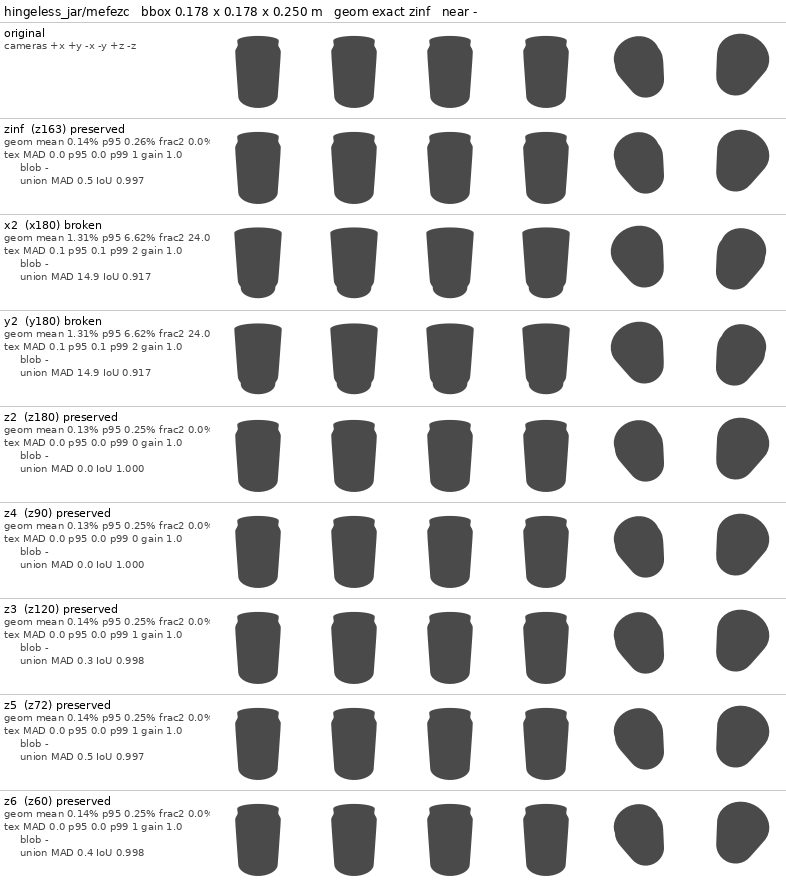 hingeless_jar/mefezc bbox 0.178 x 0.178 x 0.250 m geom exact zinf near -
original
cameras +x +y -x -y +z -z
zinf (z163) preserved
geom mean 0.14% p95 0.26% frac2 0.0%
tex MAD 0.0 p95 0.0 p99 1 gain 1.0
blob -
union MAD 0.5 IoU 0.997
x2 (x180) broken
geom mean 1.31% p95 6.62% frac2 24.0
tex MAD 0.1 p95 0.1 p99 2 gain 1.0
blob -
union MAD 14.9 IoU 0.917
y2 (y180) broken
geom mean 1.31% p95 6.62% frac2 24.0
tex MAD 0.1 p95 0.1 p99 2 gain 1.0
blob -
union MAD 14.9 IoU 0.917
z2 (z180) preserved
geom mean 0.13% p95 0.25% frac2 0.0%
tex MAD 0.0 p95 0.0 p99 0 gain 1.0
blob -
union MAD 0.0 IoU 1.000
z4 (z90) preserved
geom mean 0.13% p95 0.25% frac2 0.0%
tex MAD 0.0 p95 0.0 p99 0 gain 1.0
blob -
union MAD 0.0 IoU 1.000
z3 (z120) preserved
geom mean 0.14% p95 0.25% frac2 0.0%
tex MAD 0.0 p95 0.0 p99 1 gain 1.0
blob -
union MAD 0.3 IoU 0.998
z5 (z72) preserved
geom mean 0.14% p95 0.25% frac2 0.0%
tex MAD 0.0 p95 0.0 p99 1 gain 1.0
blob -
union MAD 0.5 IoU 0.997
z6 (z60) preserved
geom mean 0.14% p95 0.25% frac2 0.0%
tex MAD 0.0 p95 0.0 p99 1 gain 1.0
blob -
union MAD 0.4 IoU 0.998